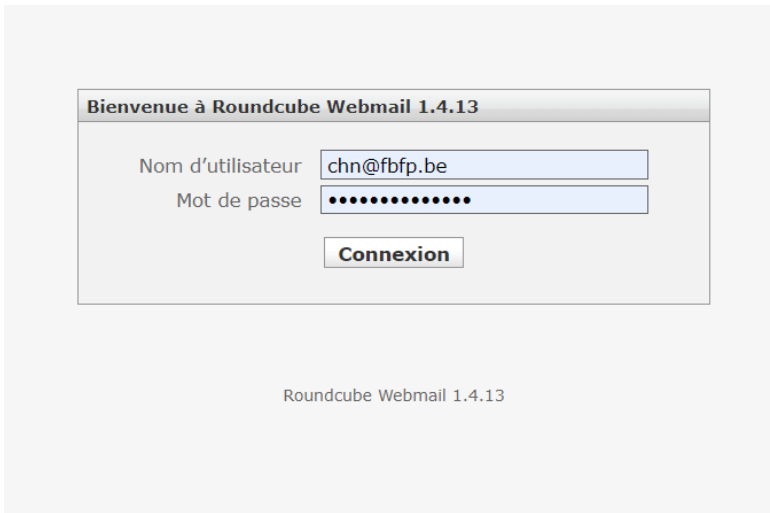 Bienvenue à Roundcube Webmail 1.4.13
Nom d’utilisateur chn@fbfp.be
Mot de passe ••••••••••••••
Connexion
Roundcube Webmail 1.4.13